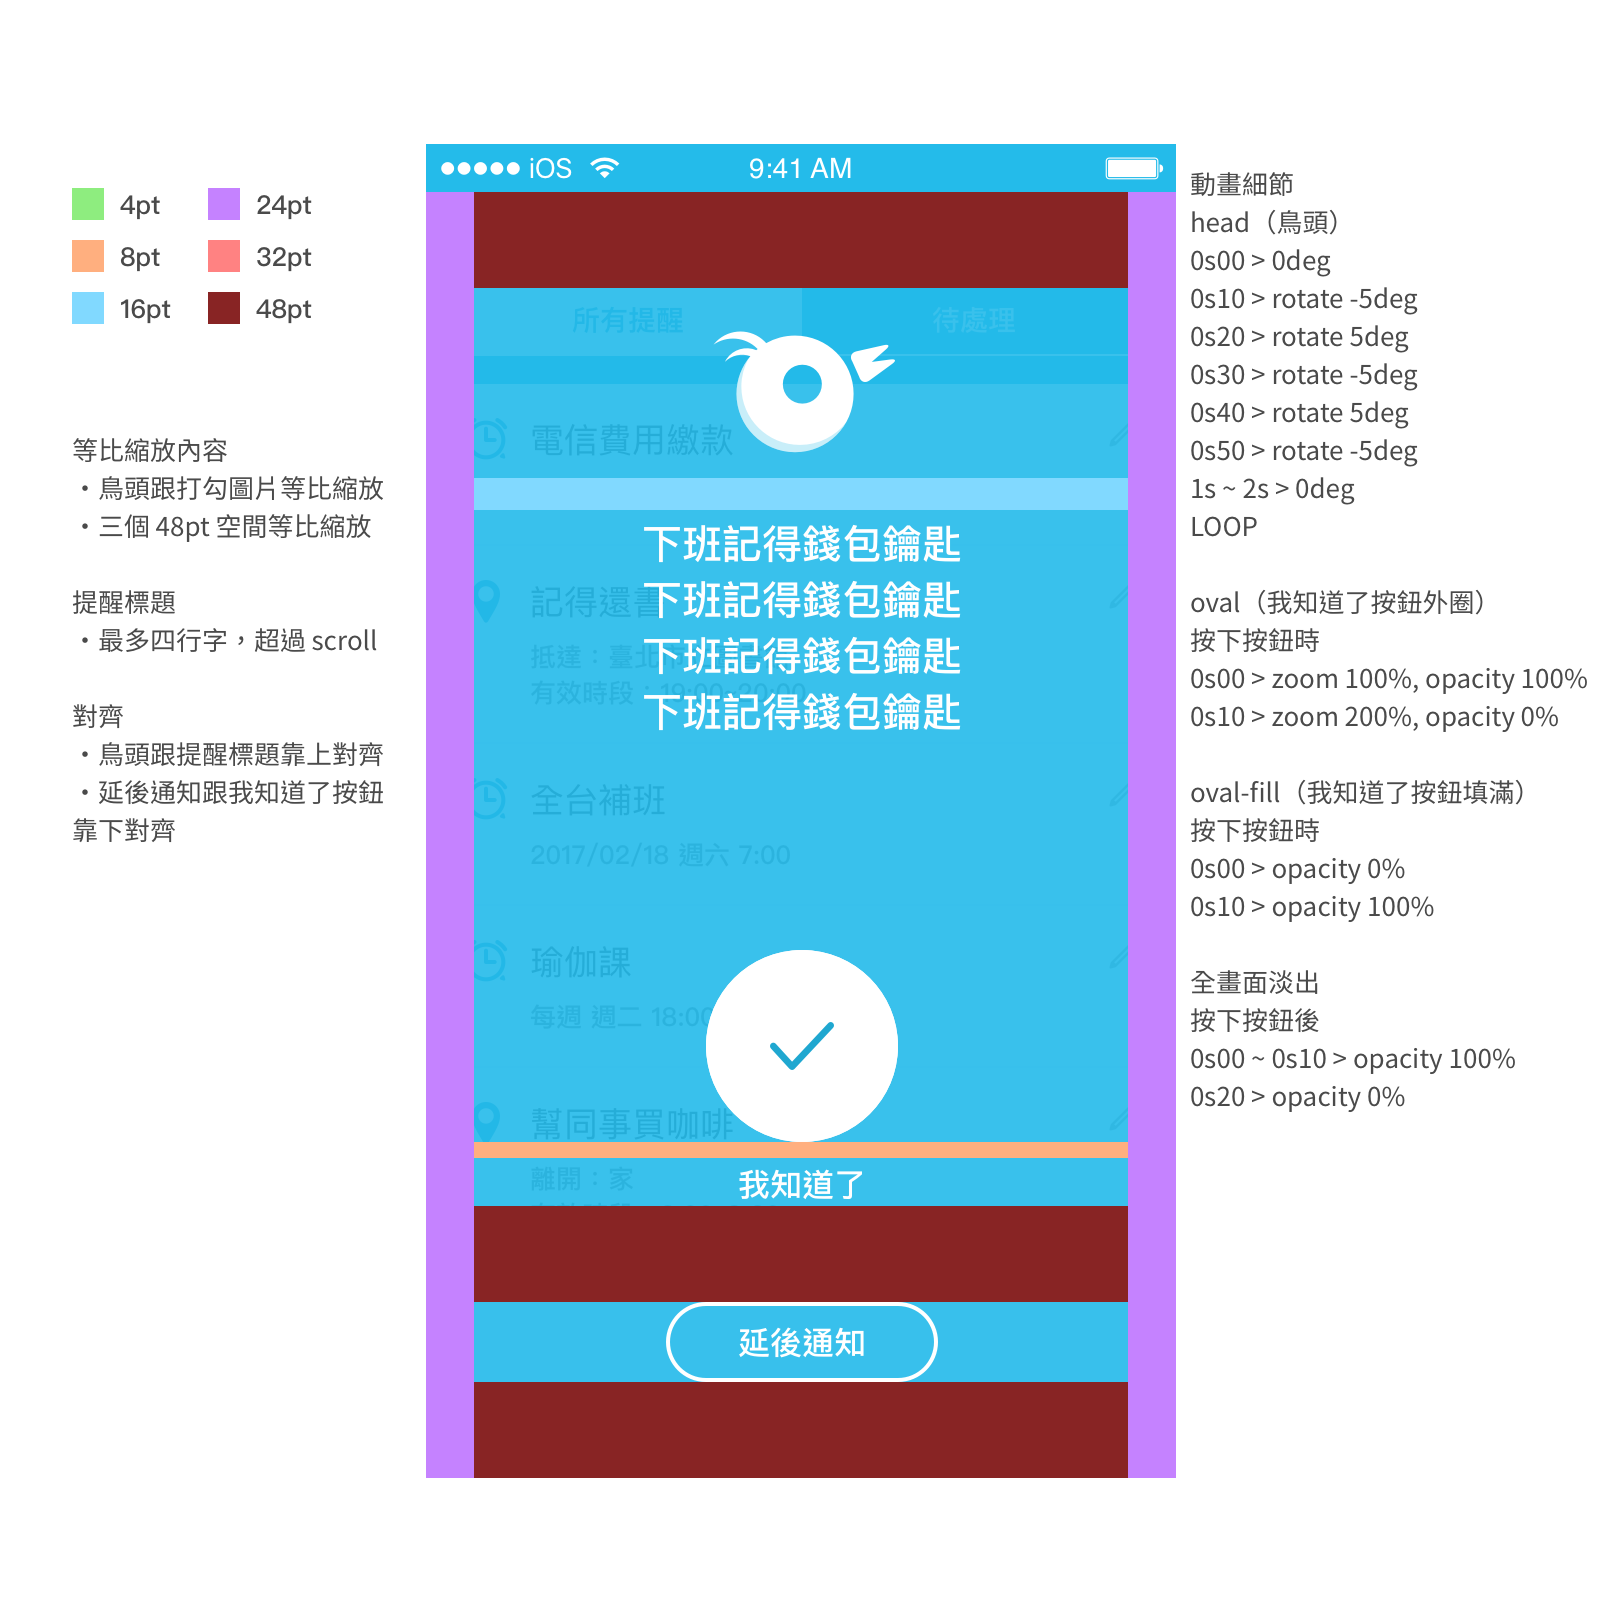 4pt
24pt
8pt
32pt
16pt
48pt
等比縮放內容
・鳥頭跟打勾圖片等比縮放
・三個 48pt 空間等比縮放
提醒標題
・最多四行字，超過 scroll
對齊
・鳥頭跟提醒標題靠上對齊
・延後通知跟我知道了按鈕
靠下對齊
iOS
9:41 AM
所有提醒
待處理
電信費用繳款
下班記得錢包鑰匙
記得還書
下班記得錢包鑰匙
抵達：臺北市
下班記得錢包鑰匙
有效時段：19:00~20:00
下班記得錢包鑰匙
全台補班
2017/02/18 週六 7:00
瑜伽課
每週 週二 18:00
幫同事買咖啡
離開：家
我知道了
延後通知
動畫細節
head（鳥頭）
0s00 > 0deg
0s10 > rotate -5deg
0s20 > rotate 5deg
0s30 > rotate -5deg
0s40 > rotate 5deg
0s50 > rotate -5deg
1s ~ 2s > 0deg
LOOP
oval（我知道了按鈕外圈）
按下按鈕時
0s00 > zoom 100%, opacity 100%
0s10 > zoom 200%, opacity 0%
oval-fill（我知道了按鈕填滿）
按下按鈕時
0s00 > opacity 0%
0s10 > opacity 100%
全畫面淡出
按下按鈕後
0s00 ~ 0s10 > opacity 100%
0s20 > opacity 0%